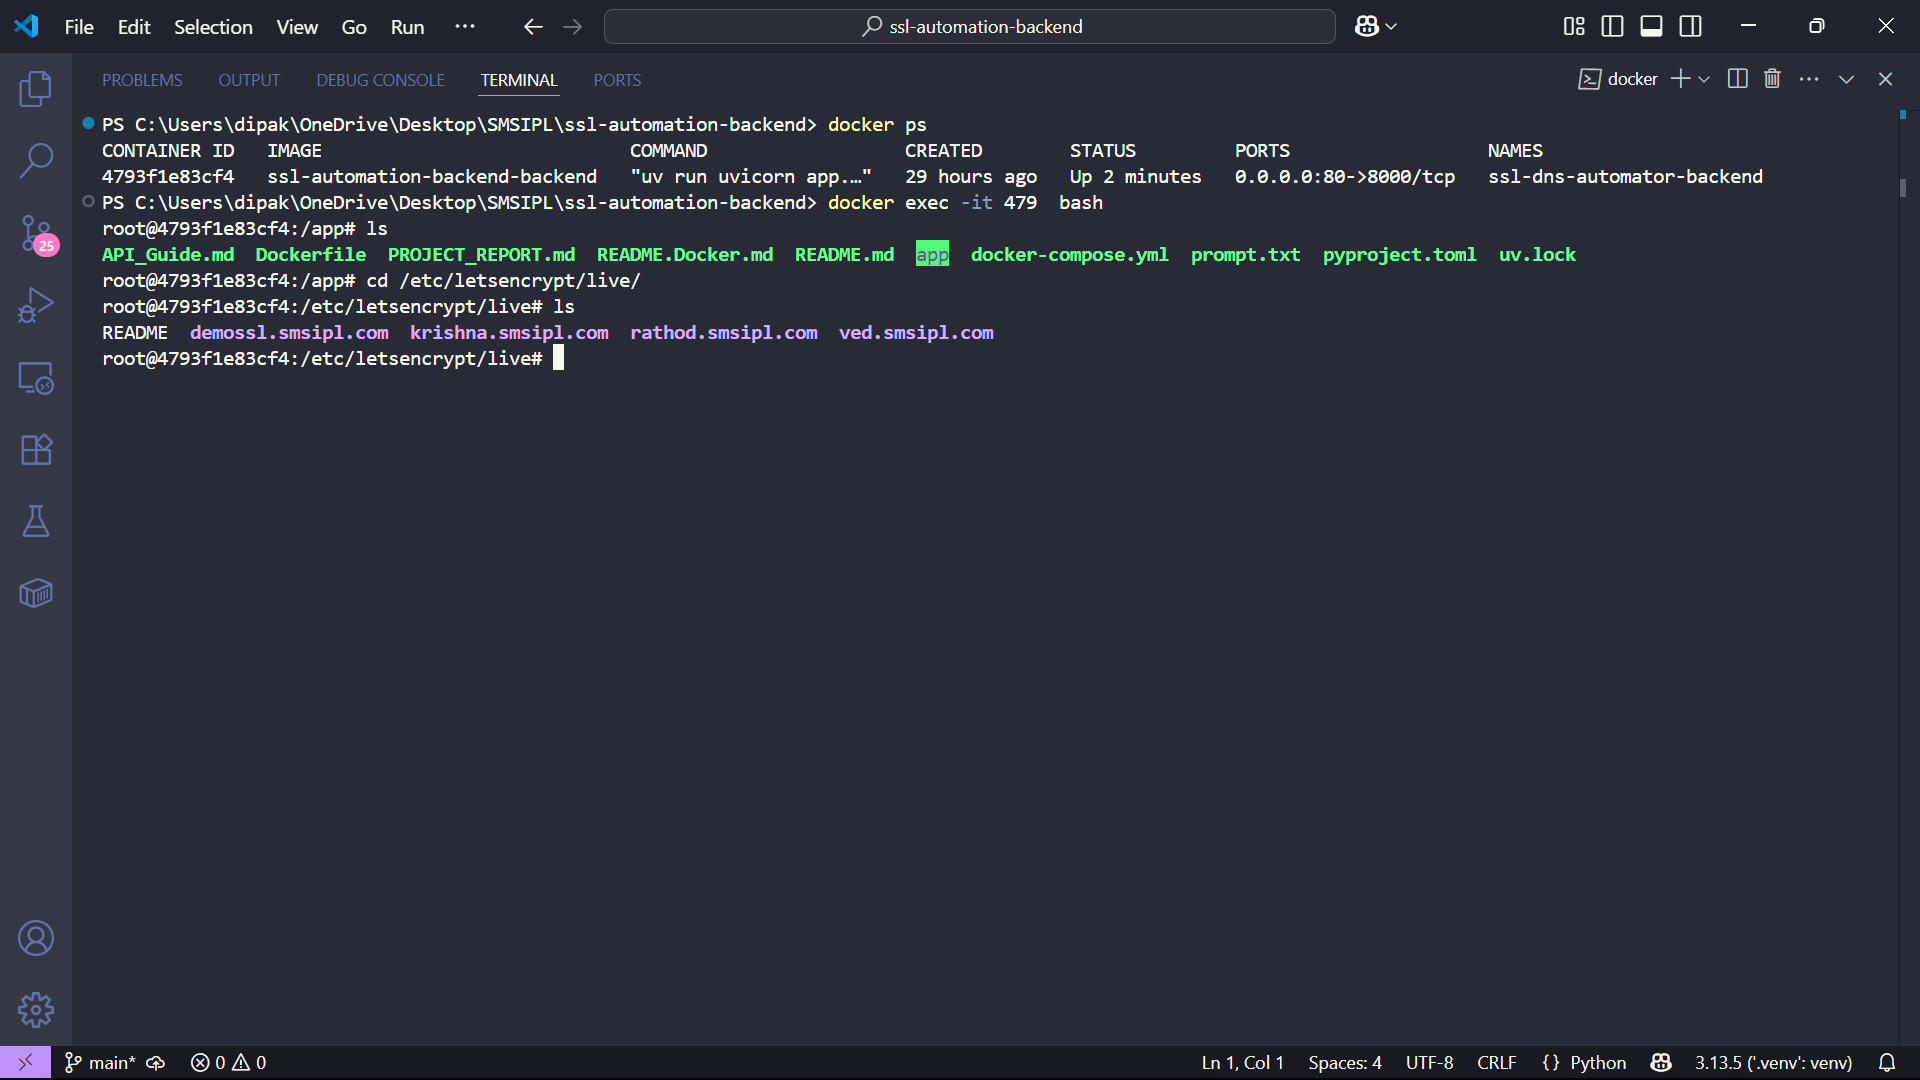 File Edit Selection View Go Run ··· ssl-automation-backend
PROBLEMS OUTPUT DEBUG CONSOLE TERMINAL PORTS docker
PS C:\Users\dipak\OneDrive\Desktop\SMSIPL\ssl-automation-backend> docker ps
CONTAINER ID IMAGE COMMAND CREATED STATUS PORTS NAMES
4793f1e83cf4 ssl-automation-backend-backend "uv run uvicorn app.…" 29 hours ago Up 2 minutes 0.0.0.0:80->8000/tcp ssl-dns-automator-backend
PS C:\Users\dipak\OneDrive\Desktop\SMSIPL\ssl-automation-backend> docker exec -it 479  bash
root@4793f1e83cf4:/app# ls
API_Guide.md Dockerfile PROJECT_REPORT.md README.Docker.md README.md app docker-compose.yml prompt.txt pyproject.toml uv.lock
root@4793f1e83cf4:/app# cd /etc/letsencrypt/live/
root@4793f1e83cf4:/etc/letsencrypt/live# ls
README demossl.smsipl.com krishna.smsipl.com rathod.smsipl.com ved.smsipl.com
root@4793f1e83cf4:/etc/letsencrypt/live#
25
main* 0 0 Ln 1, Col 1 Spaces: 4 UTF-8 CRLF {} Python 3.13.5 ('.venv': venv)